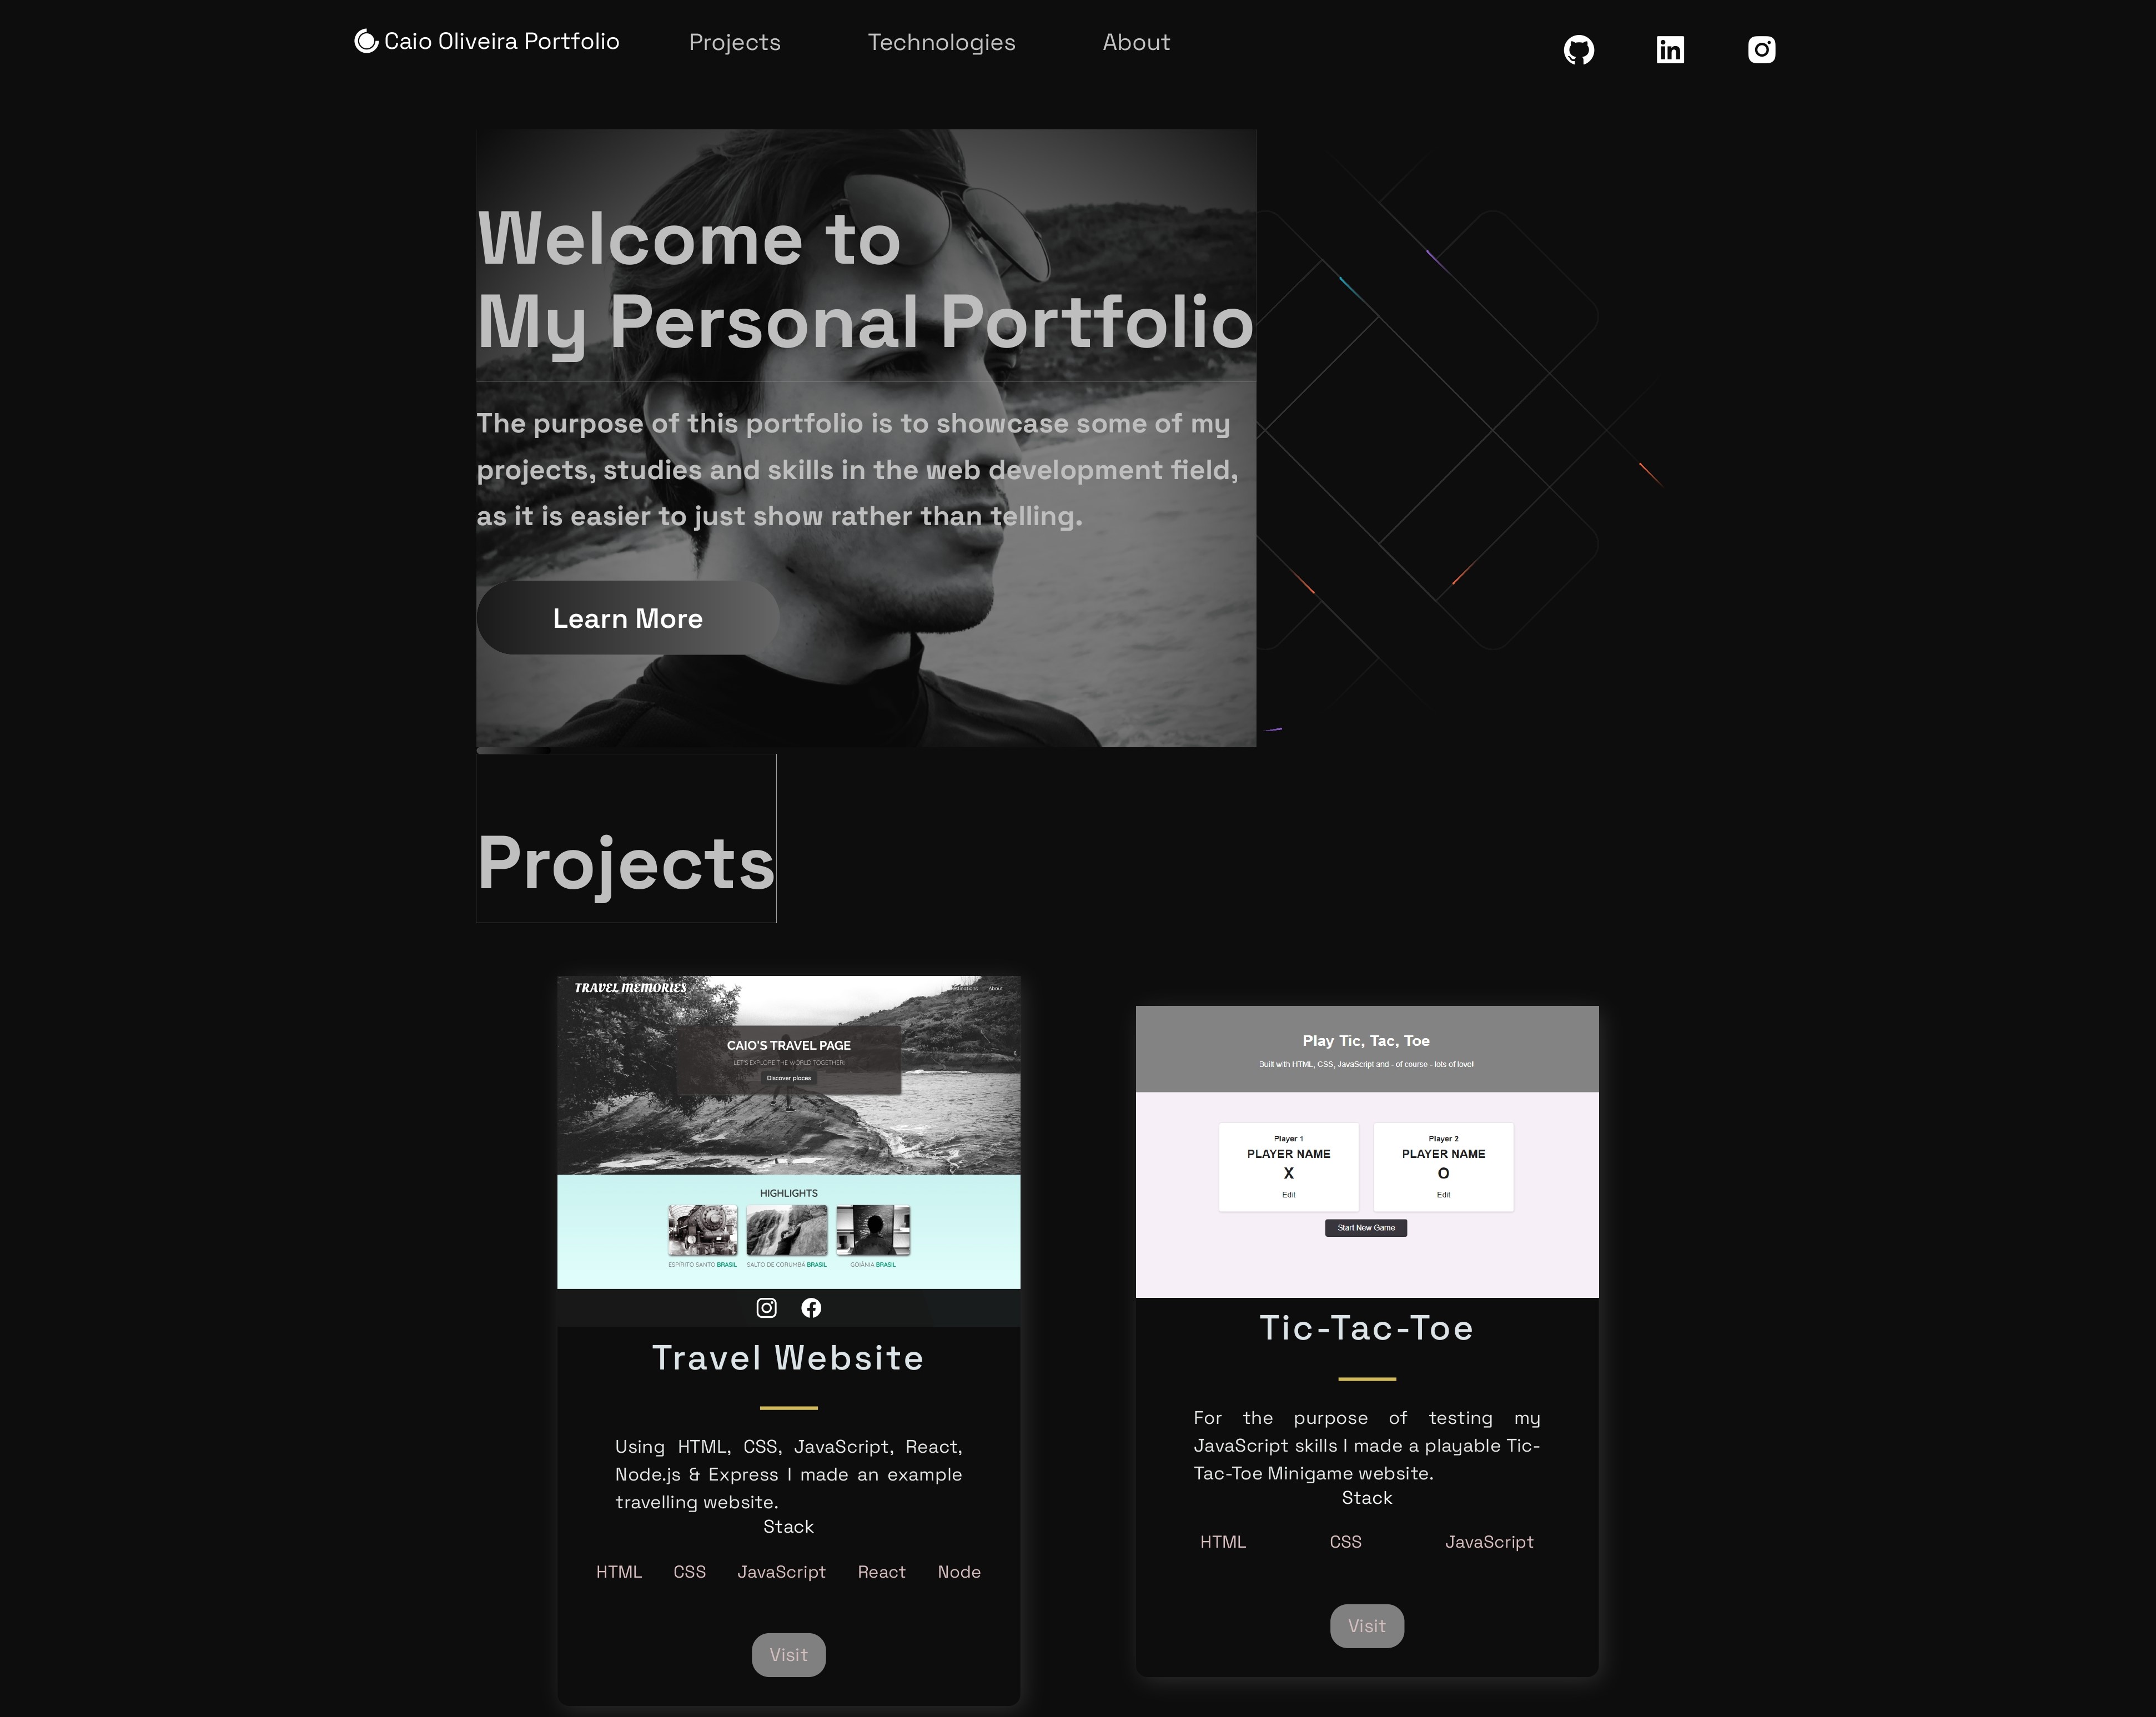 Caio Oliveira Portfolio
Projects
Technologies
About
Welcome to
My Personal Portfolio
The purpose of this portfolio is to showcase some of my
projects, studies and skills in the web development field,
as it is easier to just show rather than telling.
Learn More
Projects
TRAVEL MEMORIES
About
CAIO'S TRAVEL PAGE
LET'S EXPLORE THE WORLD TOGETHER!
Discover places
HIGHLIGHTS
ESPÍRITO SANTO BRASIL
SALTO DE CORUMBÁ BRASIL
GOIÂNIA BRASIL
Travel Website
Using HTML, CSS, JavaScript, React,
Node.js & Express I made an example
travelling website.
Stack
HTML CSS JavaScript React Node
Visit
Play Tic, Tac, Toe
Built with HTML, CSS, JavaScript and - of course - lots of love!
Player 1
PLAYER NAME
X
Edit
Player 2
PLAYER NAME
O
Edit
Start New Game
Tic-Tac-Toe
For the purpose of testing my
JavaScript skills I made a playable Tic-
Tac-Toe Minigame website.
Stack
HTML CSS JavaScript
Visit